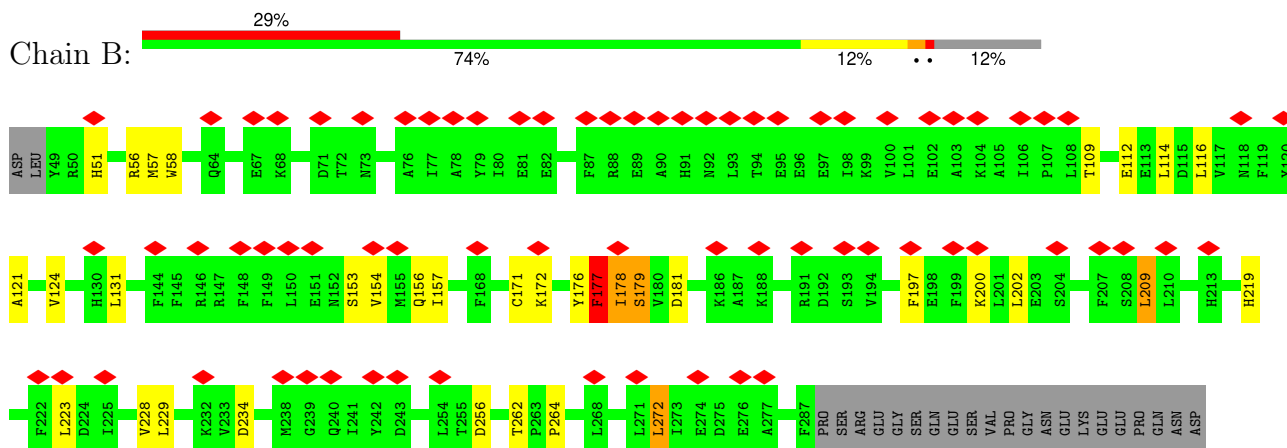 29%
Chain B:
74% 12% • • 12%
ASP LEU Y49 R50 H51 R56 M57 W58 Q64 E67 K68 D71 T72 N73 A76 I77 A78 Y79 I80 E81 E82 F87 R88 E89 A90 H91 N92 L93 T94 E95 E96 E97 I98 K99 V100 L101 E102 A103 K104 A105 I106 P107 L108 T109 E112 E113 L114 D115 L116 V117 N118 F119 Y120
A121 V124 H130 L131 F144 F145 R146 R147 F148 F149 L150 E151 N152 S153 V154 M155 Q156 I157 F168 C171 K172 Y176 F177 I178 S179 V180 D181 K186 A187 K188 R191 D192 S193 V194 F197 E198 F199 K200 L201 L202 E203 S204 F207 S208 L209 L210 H213 H219
F222 L223 D224 I225 V228 L229 K232 V233 D234 M238 G239 Q240 I241 Y242 D243 L254 T255 D256 T262 P263 P264 L268 L271 L272 I273 E274 D275 E276 A277 F287 PRO SER ARG GLU GLY SER GLN GLU SER VAL PRO GLY ASN GLU LYS GLU GLU PRO GLN ASN ASP